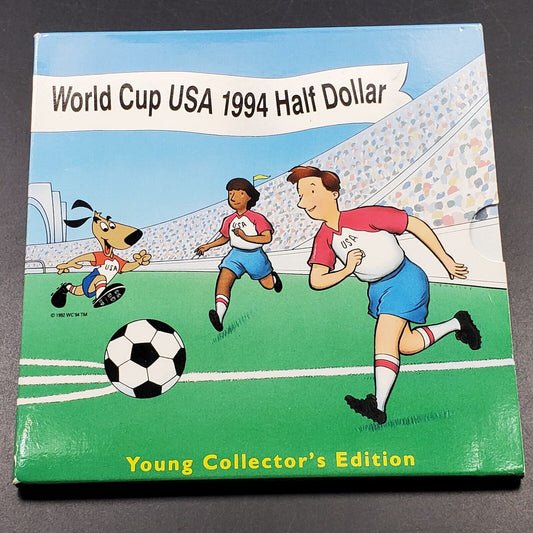 World Cup USA 1994 Half Dollar
USA
USA
USA
© 1992 WC'94 TM
Young Collector's Edition